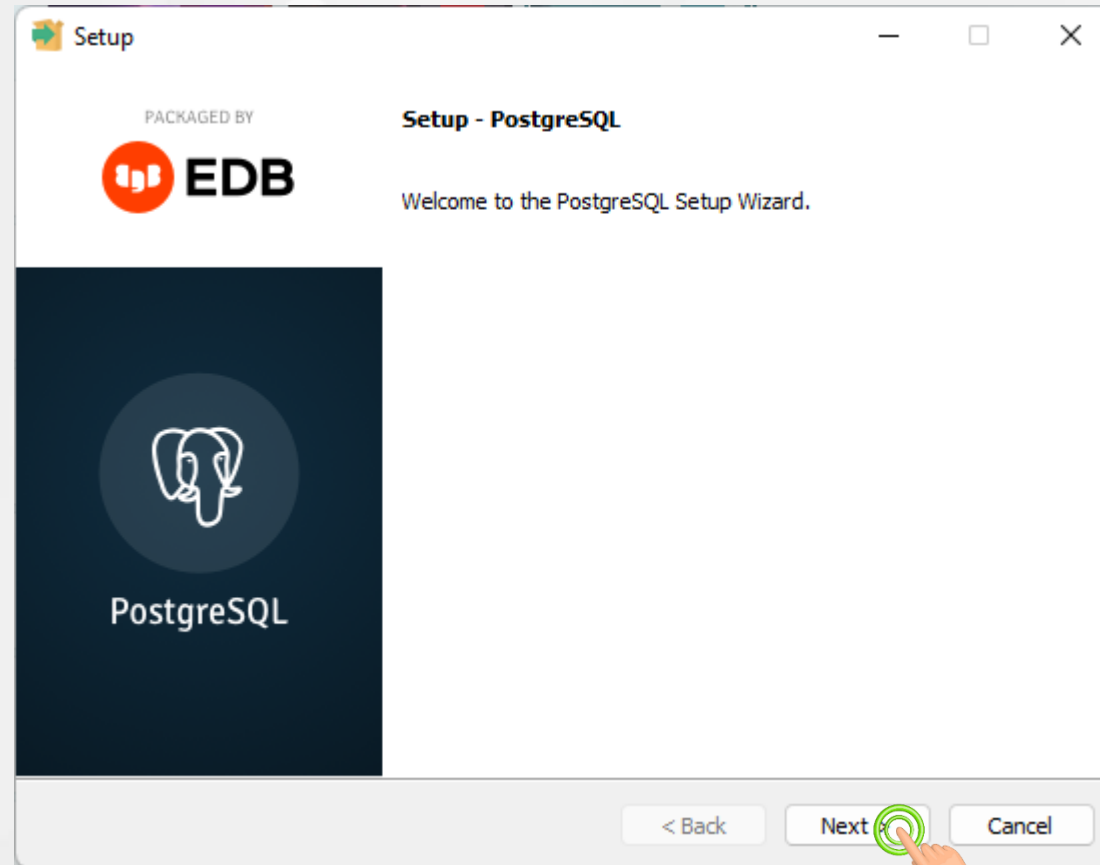 Setup
PACKAGED BY
EDB
Setup - PostgreSQL
Welcome to the PostgreSQL Setup Wizard.
PostgreSQL
< Back
Next >
Cancel